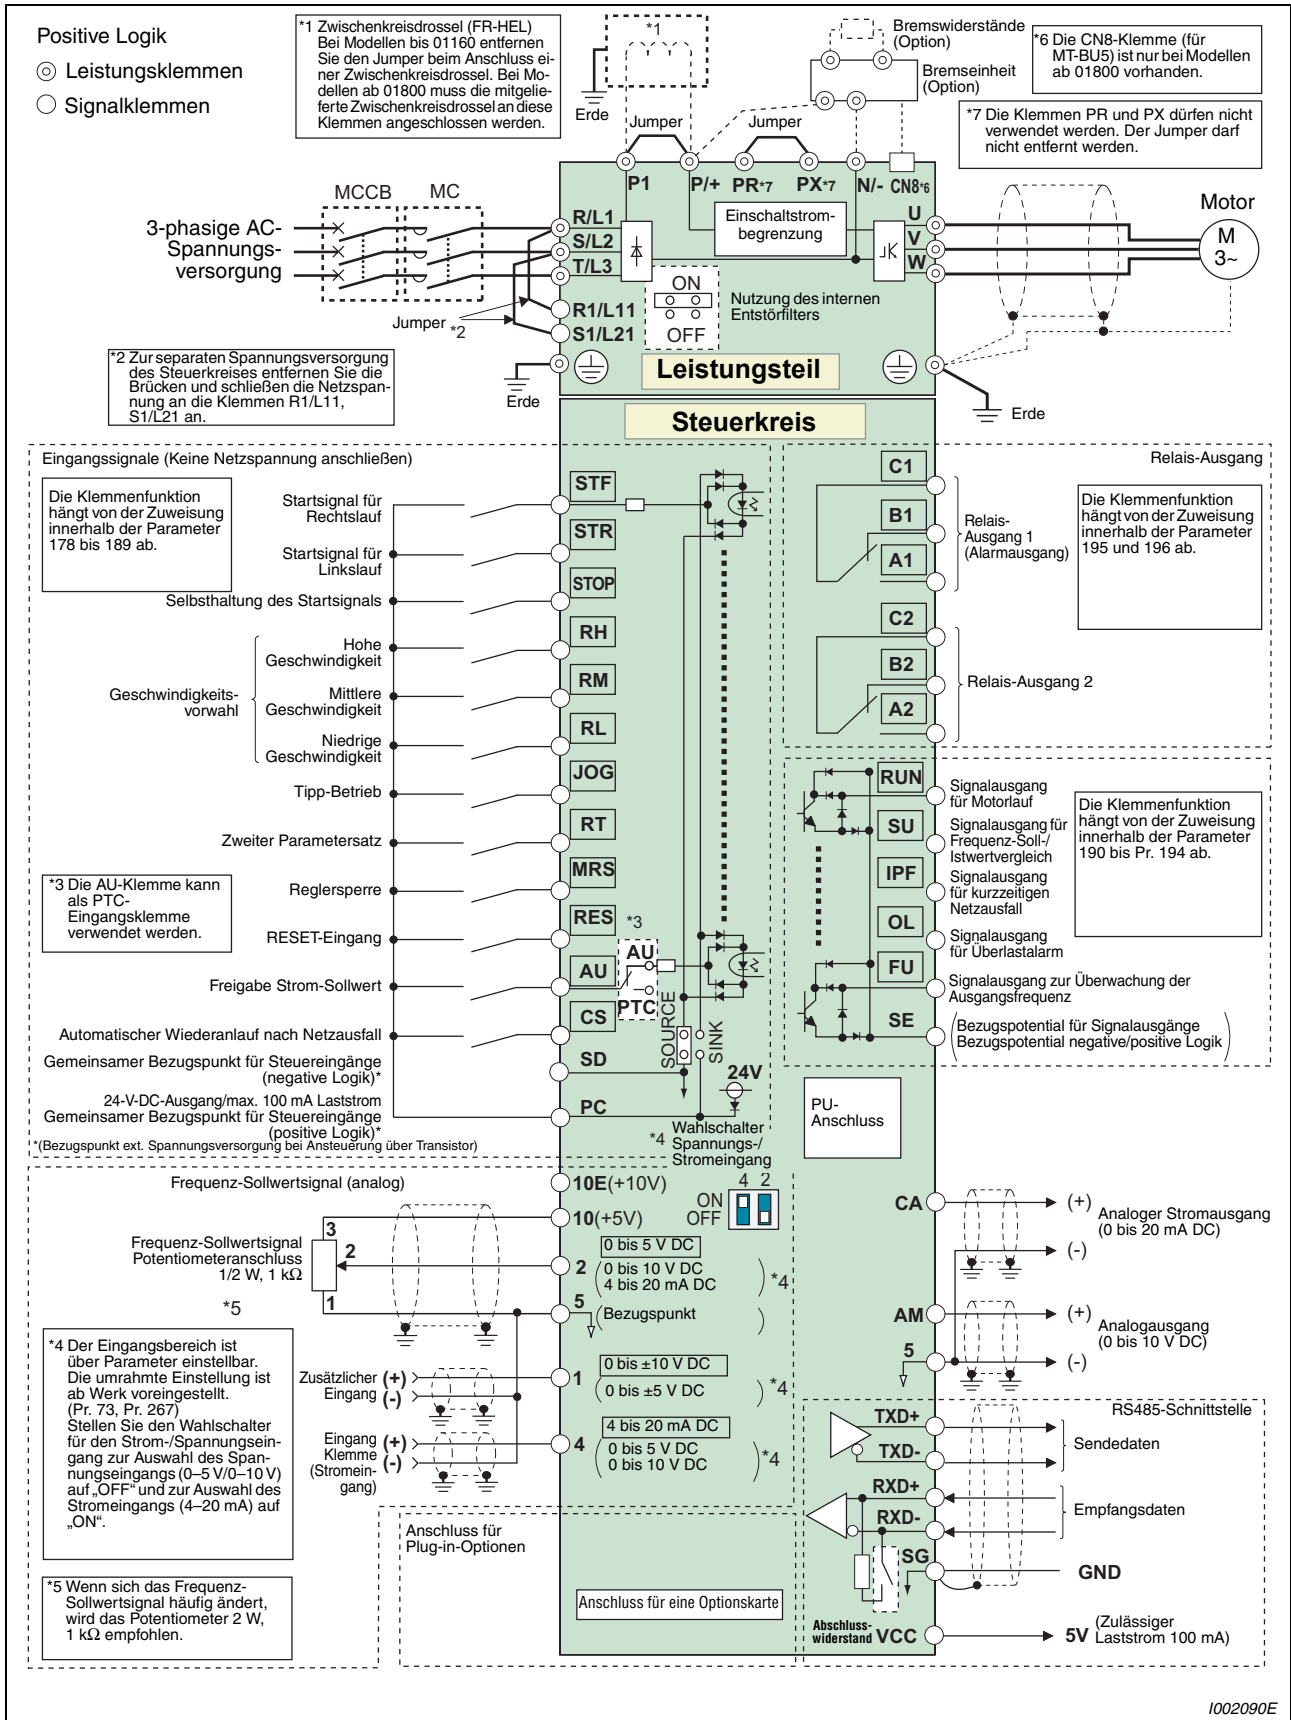 Positive Logik
Leistungsklemmen
Signalklemmen
*1 Zwischenkreisdrossel (FR-HEL)
Bei Modellen bis 01160 entfernen
Sie den Jumper beim Anschluss ei-
ner Zwischenkreisdrossel. Bei Mo-
dellen ab 01800 muss die mitgelie-
ferte Zwischenkreisdrossel an diese
Klemmen angeschlossen werden.
*1
Erde
Jumper
Jumper
Bremswiderstände
(Option)
Bremseinheit
(Option)
*6 Die CN8-Klemme (für
MT-BU5) ist nur bei Modellen
ab 01800 vorhanden.
*7 Die Klemmen PR und PX dürfen nicht
verwendet werden. Der Jumper darf
nicht entfernt werden.
P1
P/+
PR*7
PX*7
N/-
CN8*6
MCCB
MC
3-phasige AC-
Spannungs-
versorgung
R/L1
S/L2
T/L3
R1/L11
S1/L21
Jumper
*2
Einschaltstrom-
begrenzung
ON
OFF
Nutzung des internen
Entstörfilters
U
V
W
Motor
M
3~
*2 Zur separaten Spannungsversorgung
des Steuerkreises entfernen Sie die
Brücken und schließen die Netzspan-
nung an die Klemmen R1/L11,
S1/L21 an.
Erde
Leistungsteil
Erde
Steuerkreis
Eingangssignale (Keine Netzspannung anschließen)
Die Klemmenfunktion
hängt von der Zuweisung
innerhalb der Parameter
178 bis 189 ab.
Startsignal für
Rechtslauf
STF
Startsignal für
Linkslauf
STR
Selbsthaltung des Startsignals
STOP
Geschwindigkeits-
vorwahl
Hohe
Geschwindigkeit
RH
Mittlere
Geschwindigkeit
RM
Niedrige
Geschwindigkeit
RL
Tipp-Betrieb
JOG
Zweiter Parametersatz
RT
Reglersperre
MRS
*3 Die AU-Klemme kann
als PTC-
Eingangsklemme
verwendet werden.
RESET-Eingang
RES
*3
AU
PTC
Freigabe Strom-Sollwert
AU
Automatischer Wiederanlauf nach Netzausfall
CS
Gemeinsamer Bezugspunkt für Steuereingänge
(negative Logik)*
SD
SOURCE
SINK
24V
24-V-DC-Ausgang/max. 100 mA Laststrom
Gemeinsamer Bezugspunkt für Steuereingänge
(positive Logik)*
PC
*(Bezugspunkt ext. Spannungsversorgung bei Ansteuerung über Transistor)
Relais-Ausgang
C1
B1
A1
Relais-
Ausgang 1
(Alarmausgang)
Die Klemmenfunktion
hängt von der Zuweisung
innerhalb der Parameter
195 und 196 ab.
C2
B2
A2
Relais-Ausgang 2
RUN
Signalausgang
für Motorlauf
SU
Signalausgang für
Frequenz-Soll-/
Istwertvergleich
IPF
Signalausgang
für kurzzeitigen
Netzausfall
OL
Signalausgang
für Überlastalarm
FU
Signalausgang zur Überwachung der
Ausgangsfrequenz
SE
(Bezugspotential für Signalausgänge
Bezugspotential negative/positive Logik)
Die Klemmenfunktion
hängt von der Zuweisung
innerhalb der Parameter
190 bis Pr. 194 ab.
PU-
Anschluss
*4 Wahlschalter
Spannungs-/
Stromeingang
4 2
ON
OFF
Frequenz-Sollwertsignal (analog)
10E(+10V)
10(+5V)
Frequenz-Sollwertsignal
Potentiometeranschluss
1/2 W, 1 kΩ
*5
3
2
1
2
0 bis 5 V DC
(0 bis 10 V DC
4 bis 20 mA DC) *4
5
(Bezugspunkt)
*4 Der Eingangsbereich ist
über Parameter einstellbar.
Die umrahmte Einstellung ist
ab Werk voreingestellt.
(Pr. 73, Pr. 267)
Stellen Sie den Wahlschalter
für den Strom-/Spannungsein-
gang zur Auswahl des Span-
nungseingangs (0–5 V/0–10 V)
auf „OFF“ und zur Auswahl des
Stromeingangs (4–20 mA) auf
„ON“.
Zusätzlicher (+)
Eingang (-)
1
0 bis ±10 V DC
(0 bis ±5 V DC) *4
Eingang (+)
Klemme (-)
(Stromein-
gang)
4
4 bis 20 mA DC
(0 bis 5 V DC
0 bis 10 V DC) *4
*5 Wenn sich das Frequenz-
Sollwertsignal häufig ändert,
wird das Potentiometer 2 W,
1 kΩ empfohlen.
Anschluss für
Plug-in-Optionen
Anschluss für eine Optionskarte
CA
(+)
Analoger Stromausgang
(0 bis 20 mA DC)
(-)
AM
(+)
Analogausgang
(0 bis 10 V DC)
5
(-)
RS485-Schnittstelle
TXD+
TXD-
Sendedaten
RXD+
RXD-
Empfangsdaten
SG
GND
Abschluss-
widerstand
VCC
5V
(Zulässiger
Laststrom 100 mA)
I002090E